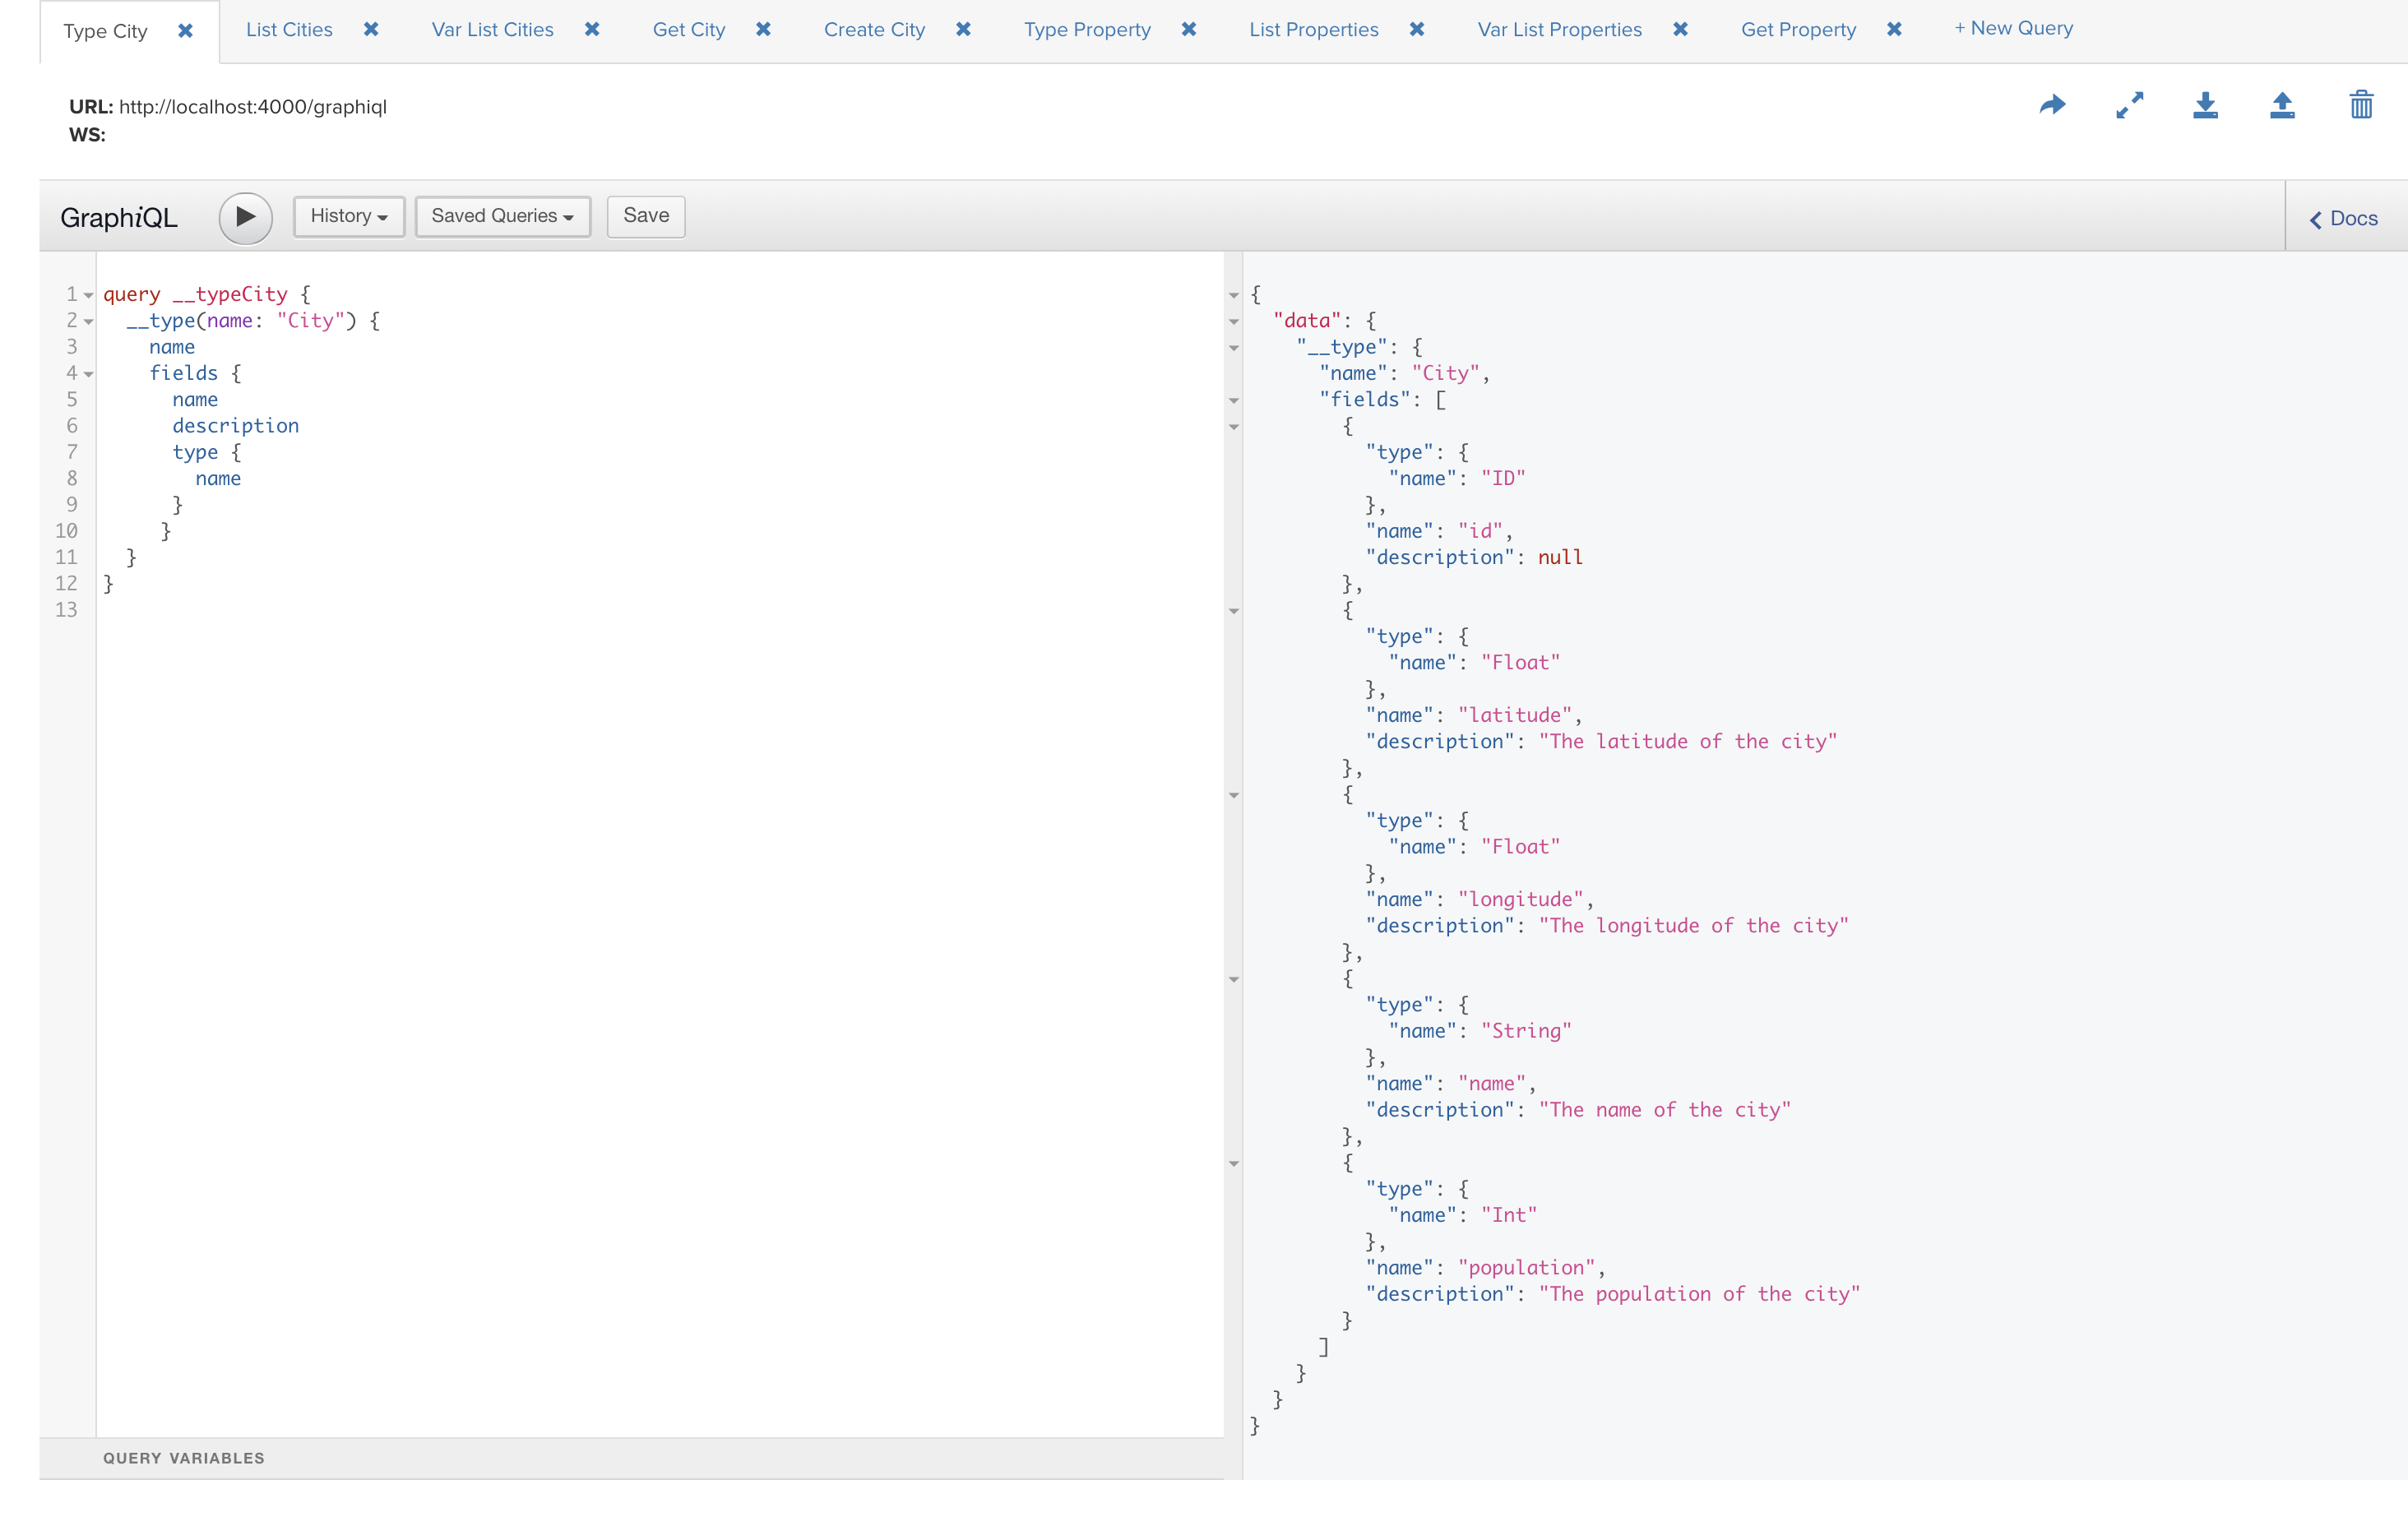 Type City ✖ List Cities ✖ Var List Cities ✖ Get City ✖ Create City ✖ Type Property ✖ List Properties ✖ Var List Properties ✖ Get Property ✖ + New Query
URL: http://localhost:4000/graphiql
WS:
GraphiQL History Saved Queries Save Docs
1 query __typeCity {
2   __type(name: "City") {
3     name
4     fields {
5       name
6       description
7       type {
8         name
9       }
10      }
11   }
12 }
13
QUERY VARIABLES
{
  "data": {
    "__type": {
      "name": "City",
      "fields": [
        {
          "type": {
            "name": "ID"
          },
          "name": "id",
          "description": null
        },
        {
          "type": {
            "name": "Float"
          },
          "name": "latitude",
          "description": "The latitude of the city"
        },
        {
          "type": {
            "name": "Float"
          },
          "name": "longitude",
          "description": "The longitude of the city"
        },
        {
          "type": {
            "name": "String"
          },
          "name": "name",
          "description": "The name of the city"
        },
        {
          "type": {
            "name": "Int"
          },
          "name": "population",
          "description": "The population of the city"
        }
      ]
    }
  }
}